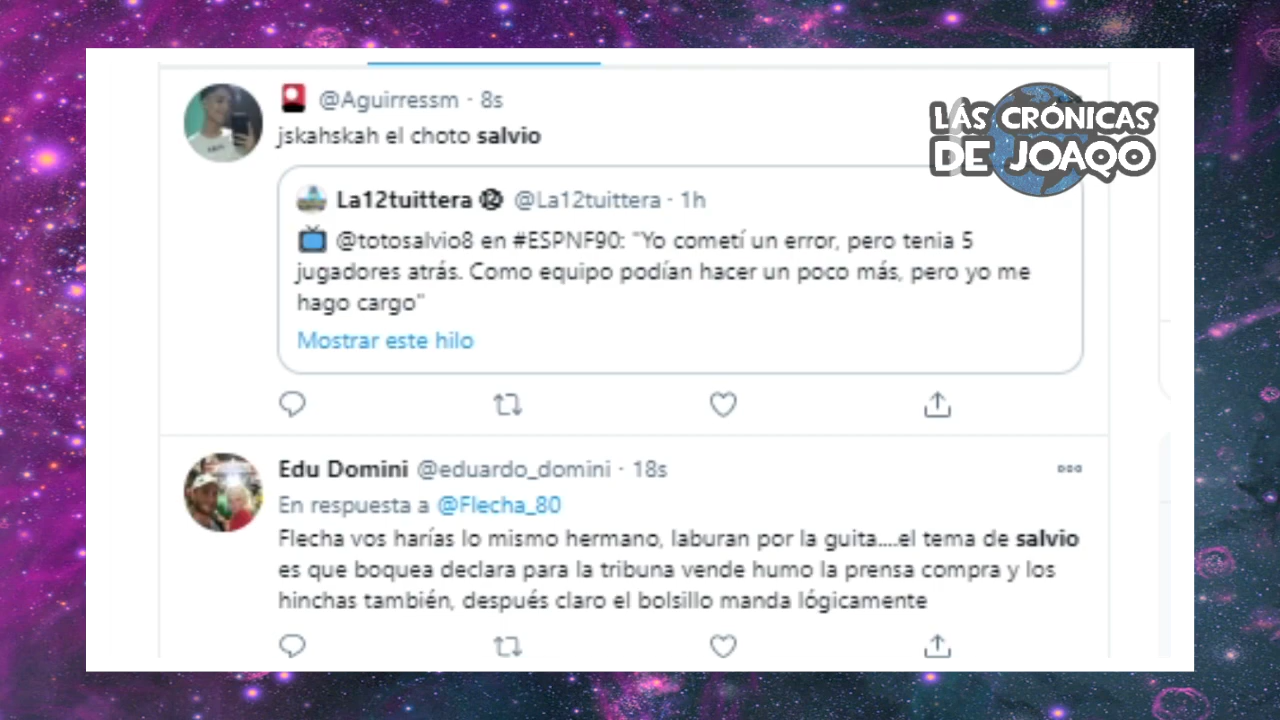 @Aguirressm · 8s
jskahskah el choto salvio
LAS CRÓNICAS
DE JOAQO
La12tuittera ⑫ @La12tuittera · 1h
@totosalvio8 en #ESPNF90: "Yo cometí un error, pero tenia 5
jugadores atrás. Como equipo podían hacer un poco más, pero yo me
hago cargo"
Mostrar este hilo
Edu Domini @eduardo_domini · 18s
En respuesta a @Flecha_80
Flecha vos harías lo mismo hermano, laburan por la guita....el tema de salvio
es que boquea declara para la tribuna vende humo la prensa compra y los
hinchas también, después claro el bolsillo manda lógicamente